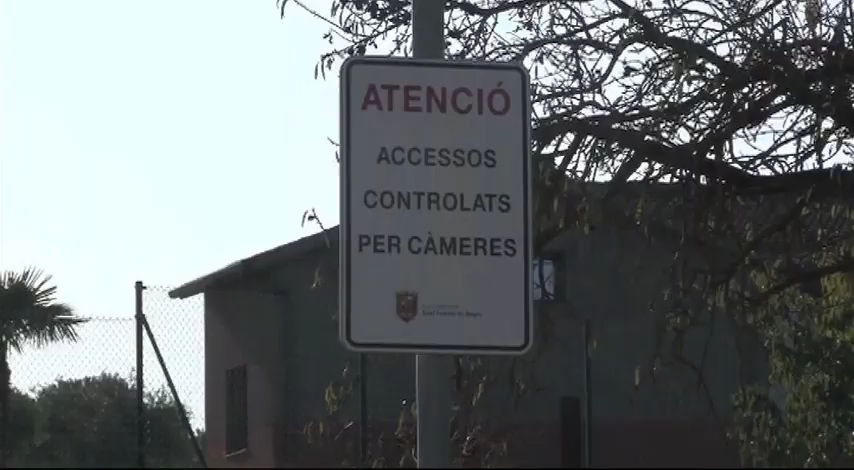 ATENCIÓ
ACCESSOS
CONTROLATS
PER CÀMERES